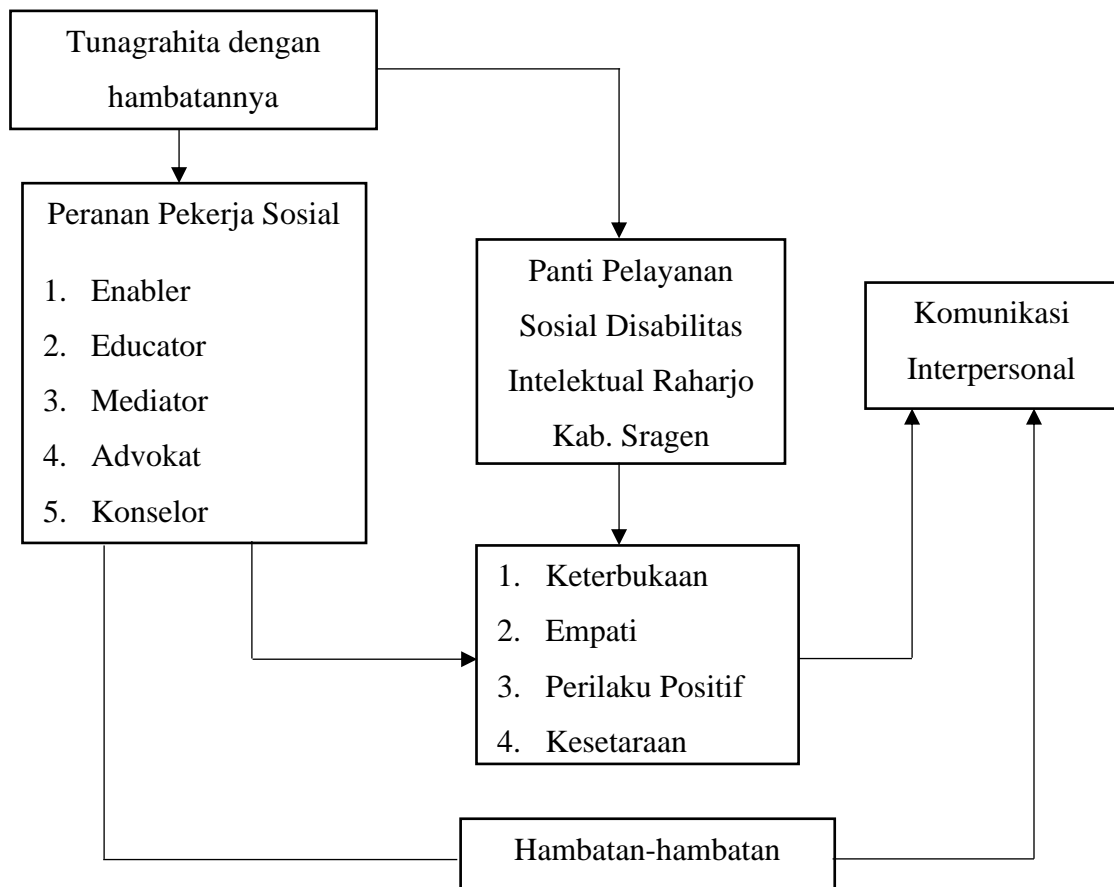 Tunagrahita dengan
hambatannya
Peranan Pekerja Sosial
1. Enabler
2. Educator
3. Mediator
4. Advokat
5. Konselor
Panti Pelayanan
Sosial Disabilitas
Intelektual Raharjo
Kab. Sragen
Komunikasi
Interpersonal
1. Keterbukaan
2. Empati
3. Perilaku Positif
4. Kesetaraan
Hambatan-hambatan